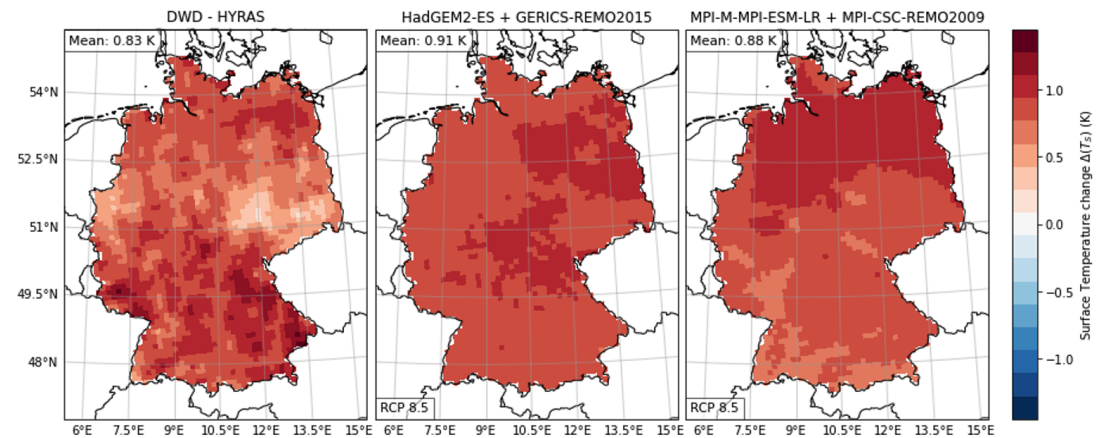 DWD - HYRAS
HadGEM2-ES + GERICS-REMO2015
MPI-M-MPI-ESM-LR + MPI-CSC-REMO2009
Mean: 0.83 K
Mean: 0.91 K
Mean: 0.88 K
54°N
52.5°N
51°N
49.5°N
48°N
RCP 8.5
RCP 8.5
6°E 7.5°E 9°E 10.5°E 12°E 13.5°E 15°E
6°E 7.5°E 9°E 10.5°E 12°E 13.5°E 15°E
6°E 7.5°E 9°E 10.5°E 12°E 13.5°E 15°E
1.0
0.5
0.0
−0.5
−1.0
Surface Temperature change Δ(Ts) (K)